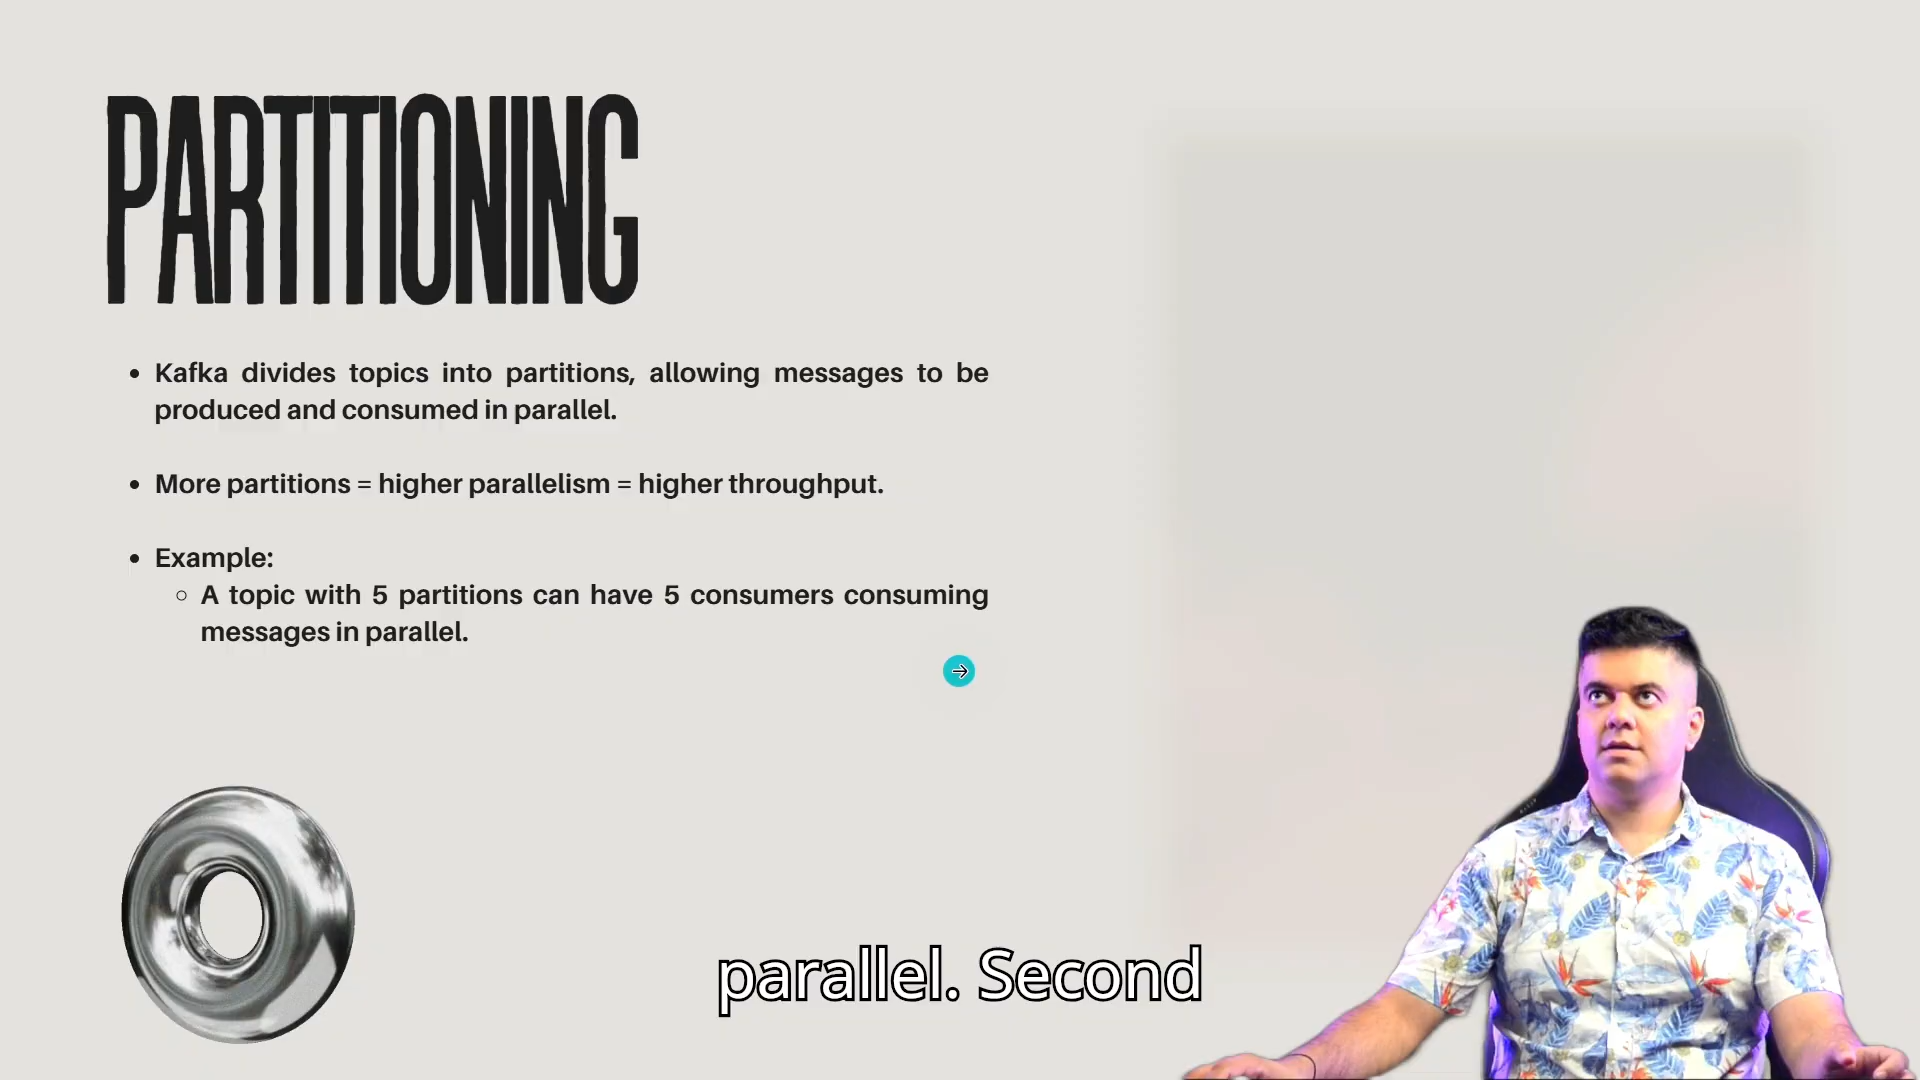 PARTITIONING
• Kafka divides topics into partitions, allowing messages to be
produced and consumed in parallel.
• More partitions = higher parallelism = higher throughput.
• Example:
○ A topic with 5 partitions can have 5 consumers consuming
messages in parallel.
parallel. Second